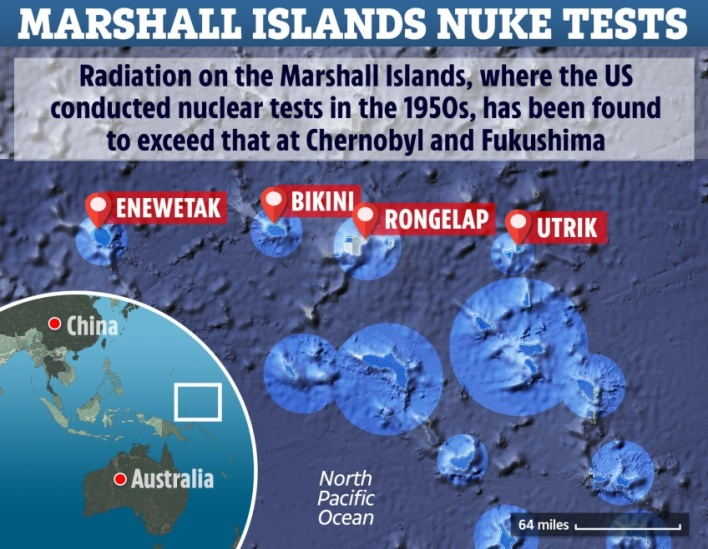 MARSHALL ISLANDS NUKE TESTS
Radiation on the Marshall Islands, where the US
conducted nuclear tests in the 1950s, has been found
to exceed that at Chernobyl and Fukushima
ENEWETAK
BIKINI
RONGELAP
UTRIK
China
Australia
North
Pacific
Ocean
64 miles